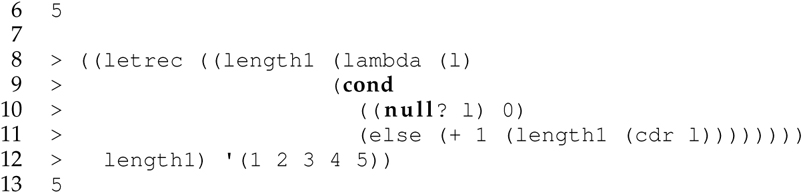 6 5
7
8 > ((letrec ((length1 (lambda (l)
9 > (cond
10 > ((null? l) 0)
11 > (else (+ 1 (length1 (cdr l))))))))
12 > length1) '(1 2 3 4 5))
13 5